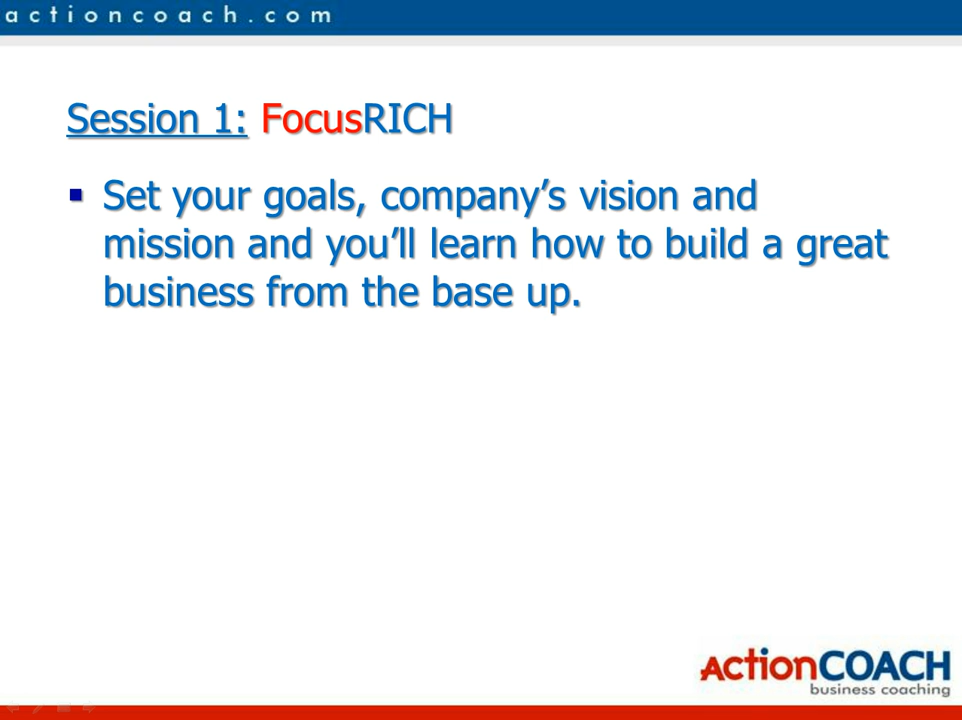 actioncoach.com
Session 1: FocusRICH
▪ Set your goals, company’s vision and
mission and you’ll learn how to build a great
business from the base up.
ACtionCOACH
business coaching